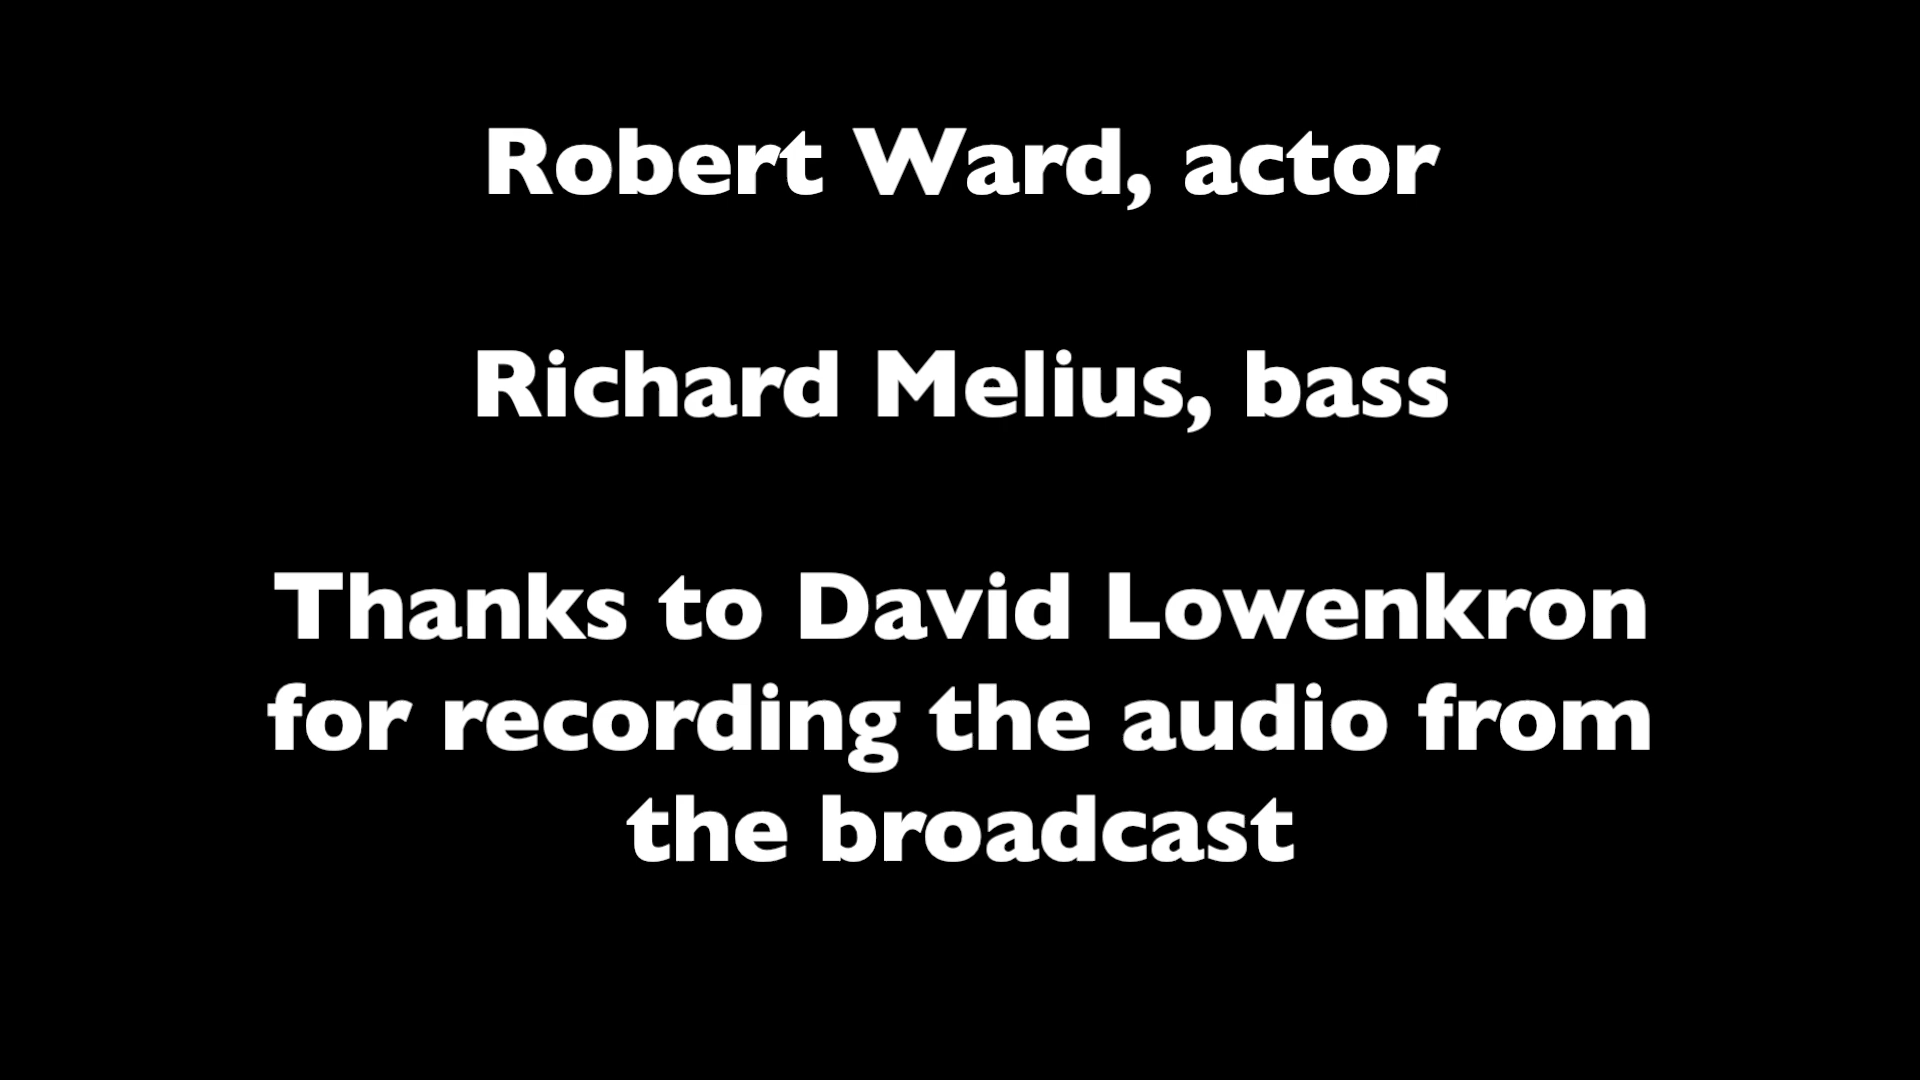 Robert Ward, actor
Richard Melius, bass
Thanks to David Lowenkron
for recording the audio from
the broadcast